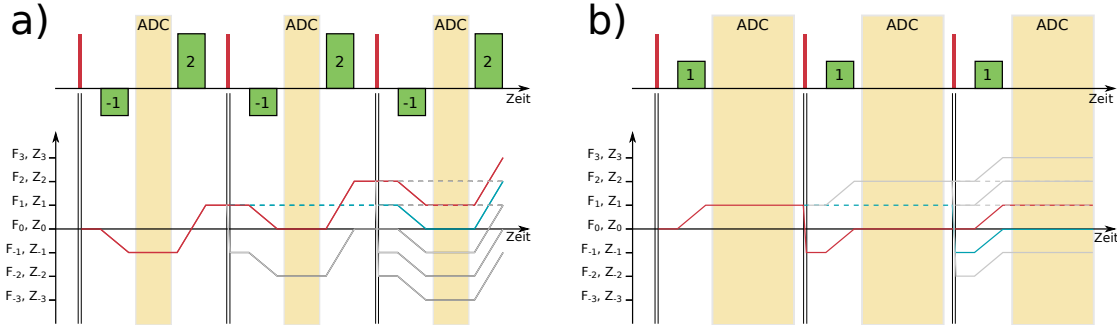 a)
ADC
ADC
ADC
2
2
2
-1
-1
-1
Zeit
F3, Z3
F2, Z2
F1, Z1
F0, Z0
F-1, Z-1
F-2, Z-2
F-3, Z-3
Zeit
b)
ADC
ADC
ADC
1
1
1
Zeit
F3, Z3
F2, Z2
F1, Z1
F0, Z0
F-1, Z-1
F-2, Z-2
F-3, Z-3
Zeit